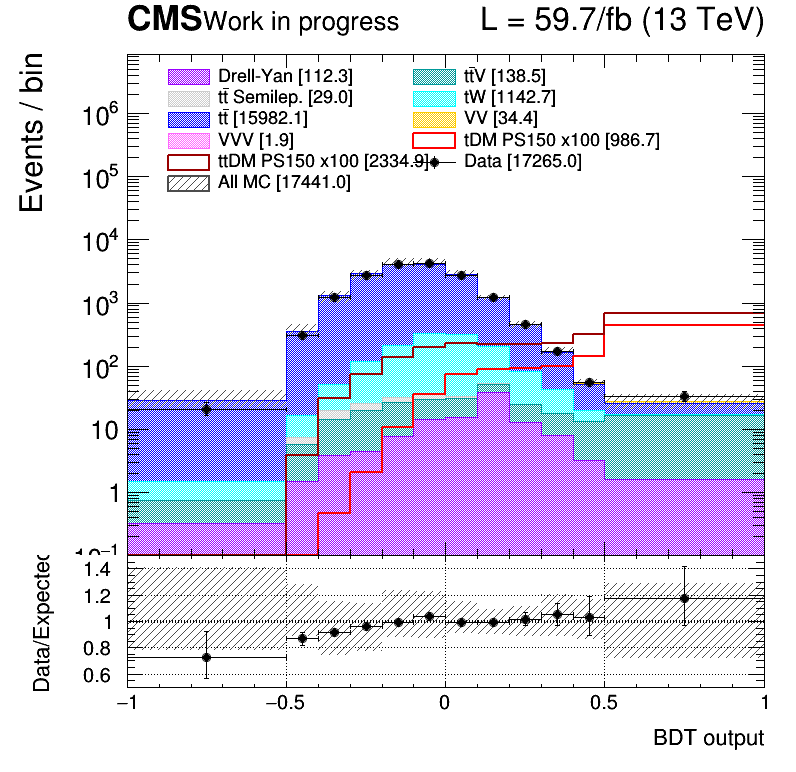 CMS Work in progress L = 59.7/fb (13 TeV)
Events / bin
Drell-Yan [112.3] tt̄V [138.5]
tt̄ Semilep. [29.0] tW [1142.7]
tt̄ [15982.1] VV [34.4]
VVV [1.9] tDM PS150 x100 [986.7]
ttDM PS150 x100 [2334.9] Data [17265.0]
All MC [17441.0]
10⁶
10⁵
10⁴
10³
10²
10
1
10⁻¹
Data/Expected
1.4
1.2
1.0
0.8
0.6
−1 −0.5 0 0.5 1
BDT output